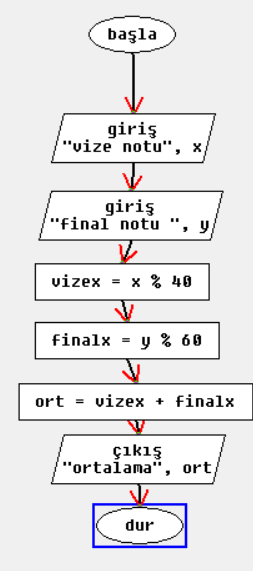 başla
giriş
"vize notu", x
giriş
"final notu ", y
vizex = x % 40
finalx = y % 60
ort = vizex + finalx
çıkış
"ortalama", ort
dur